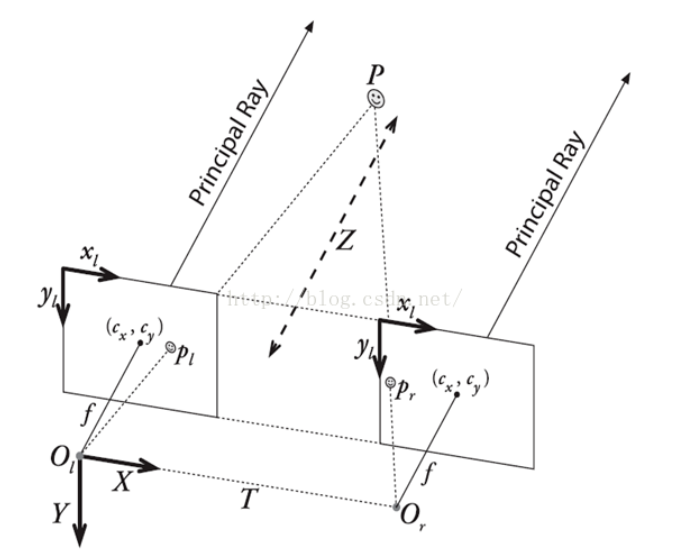 Principal Ray
P
Principal Ray
Z
x_l
y_l
http://blog.csdn.net/
x_l
y_l
(c_x, c_y)
p_l
p_r
(c_x, c_y)
f
O_l
X
T
f
Y
O_r